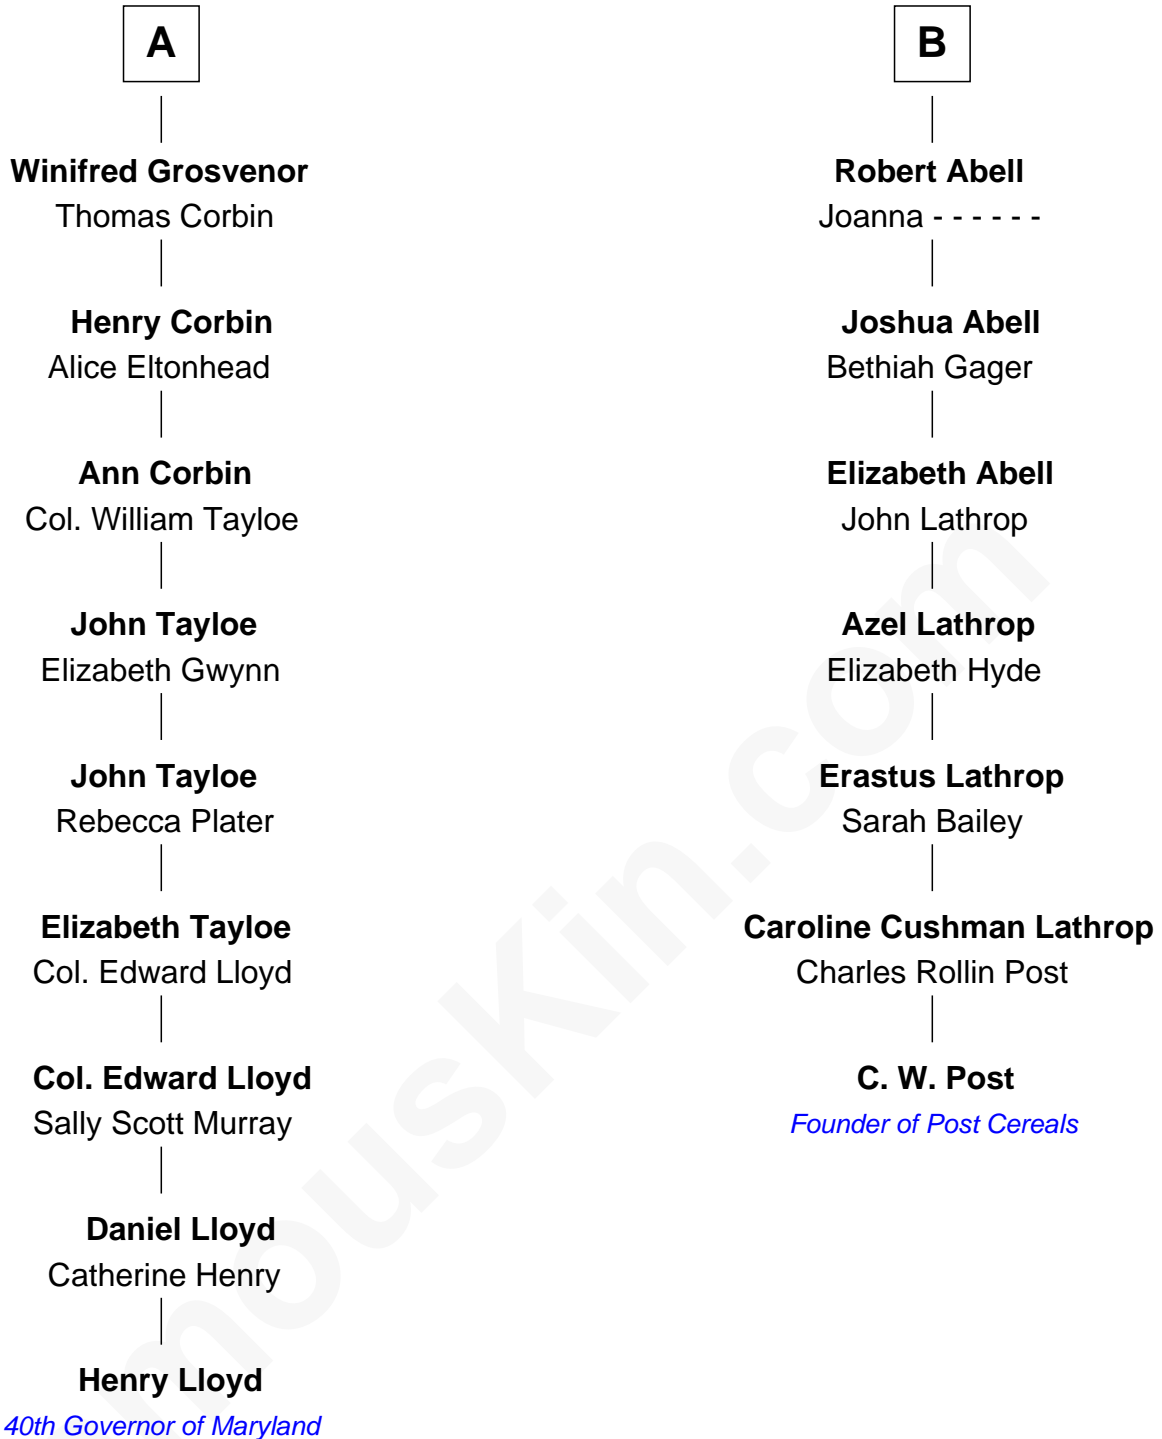 A
Winifred Grosvenor
Thomas Corbin
Henry Corbin
Alice Eltonhead
Ann Corbin
Col. William Tayloe
John Tayloe
Elizabeth Gwynn
John Tayloe
Rebecca Plater
Elizabeth Tayloe
Col. Edward Lloyd
Col. Edward Lloyd
Sally Scott Murray
Daniel Lloyd
Catherine Henry
Henry Lloyd
40th Governor of Maryland
B
Robert Abell
Joanna - - - - - -
Joshua Abell
Bethiah Gager
Elizabeth Abell
John Lathrop
Azel Lathrop
Elizabeth Hyde
Erastus Lathrop
Sarah Bailey
Caroline Cushman Lathrop
Charles Rollin Post
C. W. Post
Founder of Post Cereals
mousKin.com